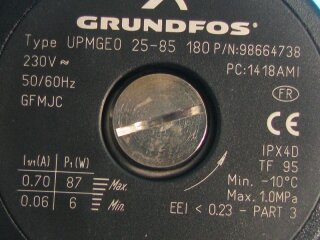 GRUNDFOS
Type UPMGEO 25-85 180 P/N:98664738
230V ~ PC:1418AMI
50/60Hz
GFMJC FR
CE
I₁/₁(A) P₁(W) IPX4D
TF 95
0.70 87 Max. Min. -10°C
0.06 6 Min. Max. 1.0MPa
EEI < 0.23 - PART 3